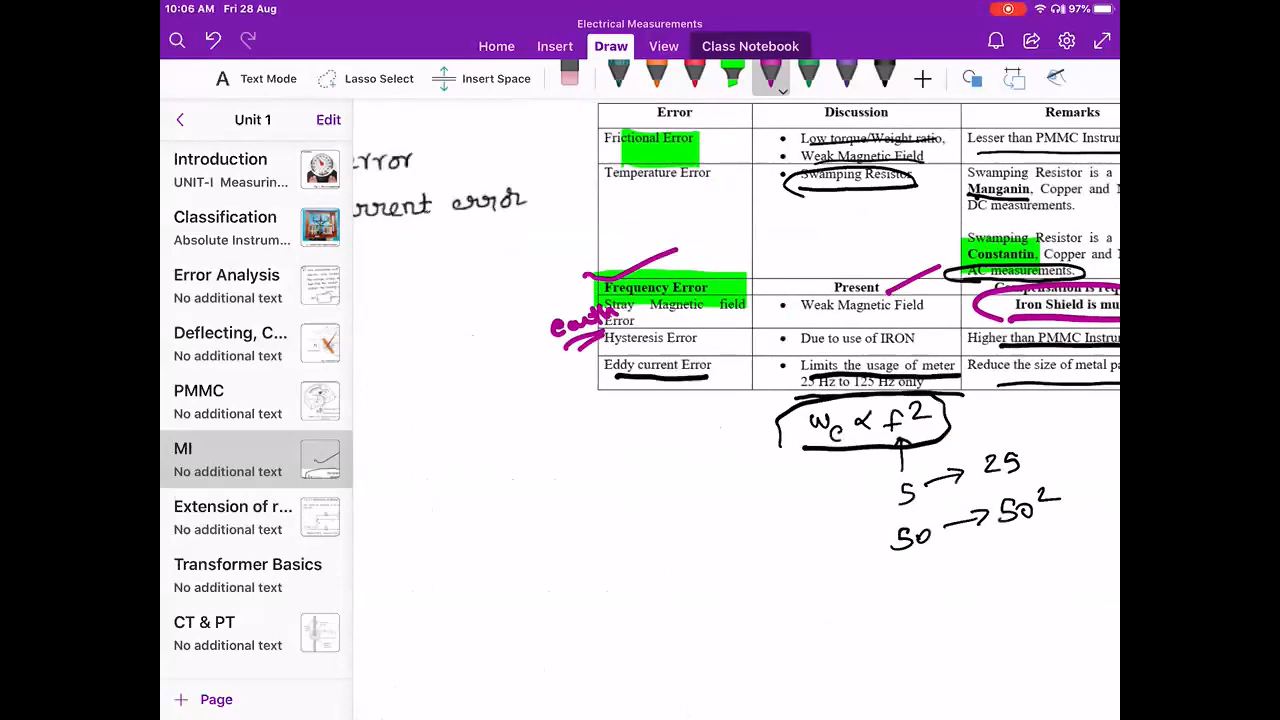 10:06 AM Fri 28 Aug
97%
Electrical Measurements
Home Insert Draw View Class Notebook
Text Mode Lasso Select Insert Space
Unit 1 Edit
Introduction
UNIT-I Measurin...
Classification
Absolute Instrum...
Error Analysis
No additional text
Deflecting, C...
No additional text
PMMC
No additional text
MI
No additional text
Extension of r...
No additional text
Transformer Basics
No additional text
CT & PT
No additional text
+ Page
error
rrent error
Error Discussion Remarks
Frictional Error
• Low torque/Weight ratio,
• Weak Magnetic Field
Lesser than PMMC Instrum
Temperature Error
• Swamping Resistor
Swamping Resistor is a
Manganin, Copper and
DC measurements.
Swamping Resistor is a
Constantin, Copper and
AC measurements.
Frequency Error Present Compensation is req
Stray Magnetic field
Error
• Weak Magnetic Field
Iron Shield is mu
earth
Hysteresis Error • Due to use of IRON Higher than PMMC Instrum
Eddy current Error
• Limits the usage of meter
25 Hz to 125 Hz only
Reduce the size of metal pa
Wc ∝ f²
5 → 25
50 → 50²